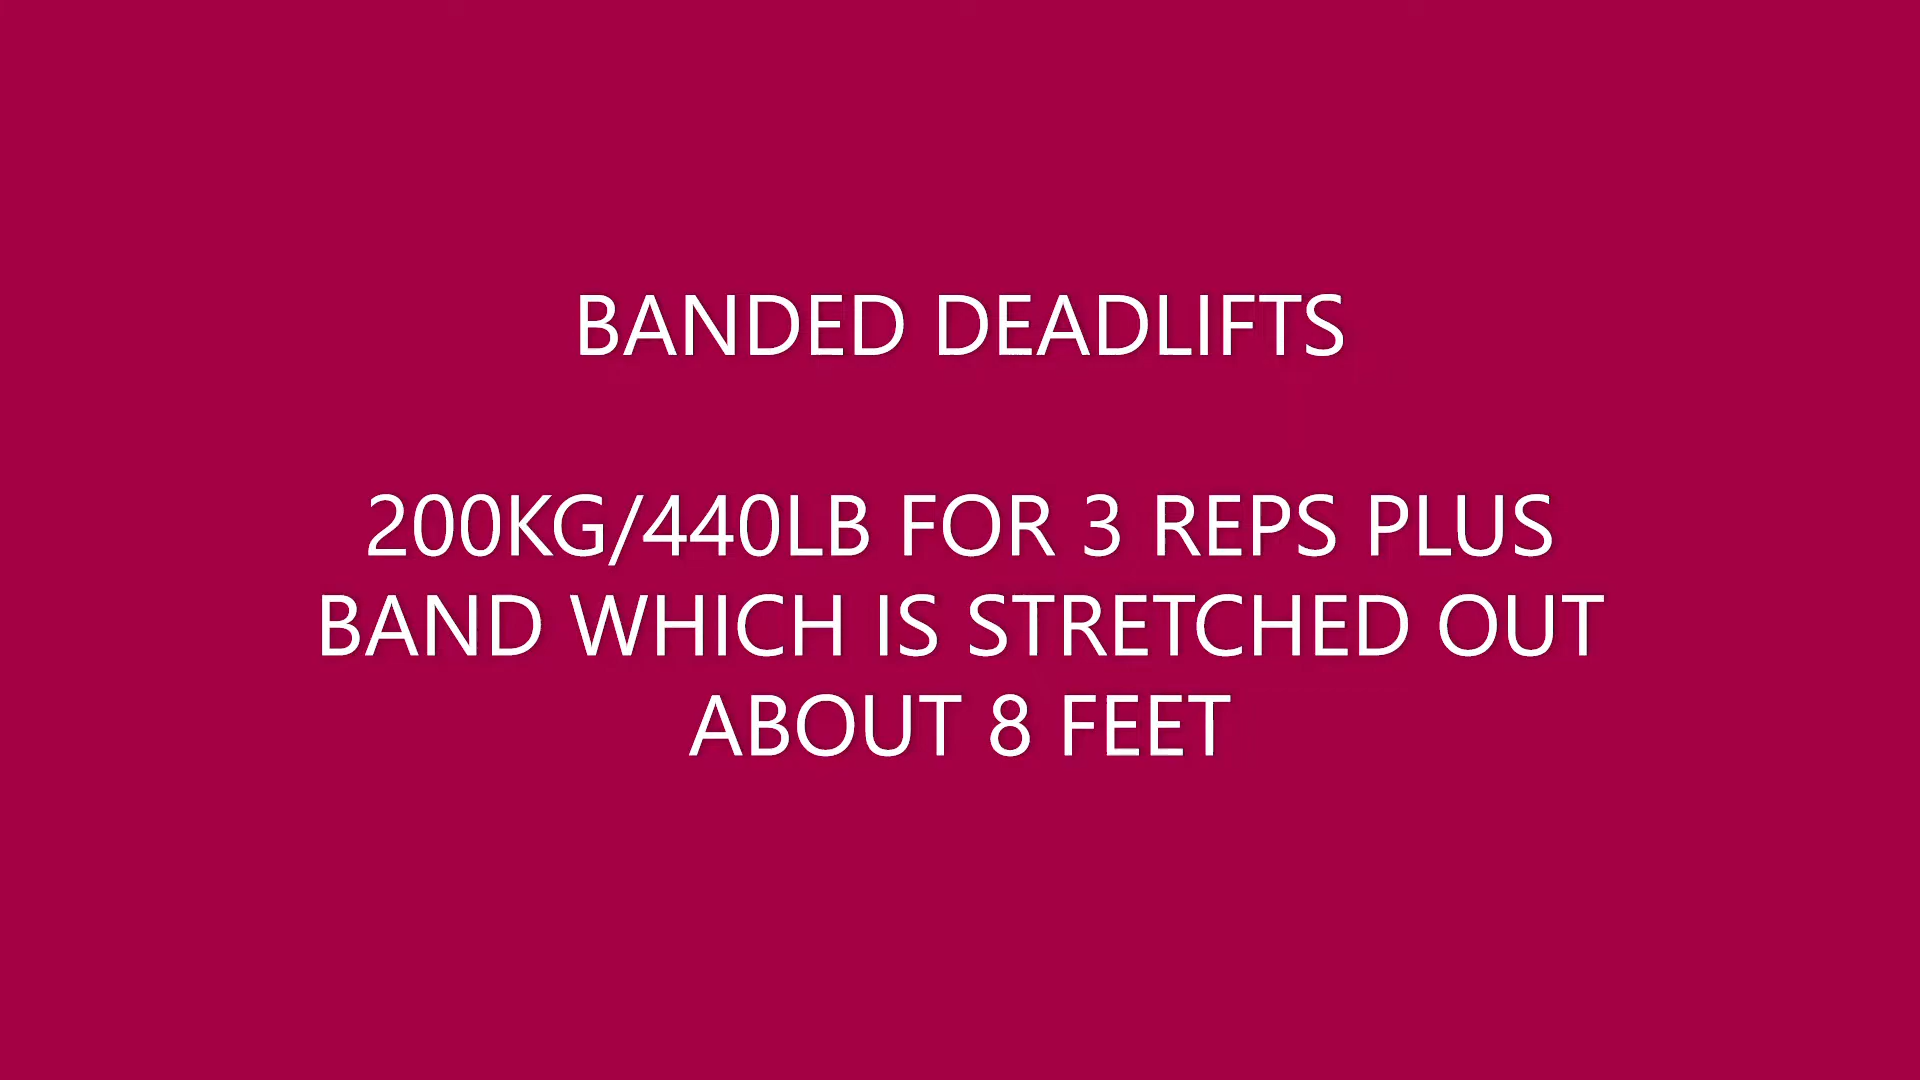 BANDED DEADLIFTS
200KG/440LB FOR 3 REPS PLUS
BAND WHICH IS STRETCHED OUT
ABOUT 8 FEET